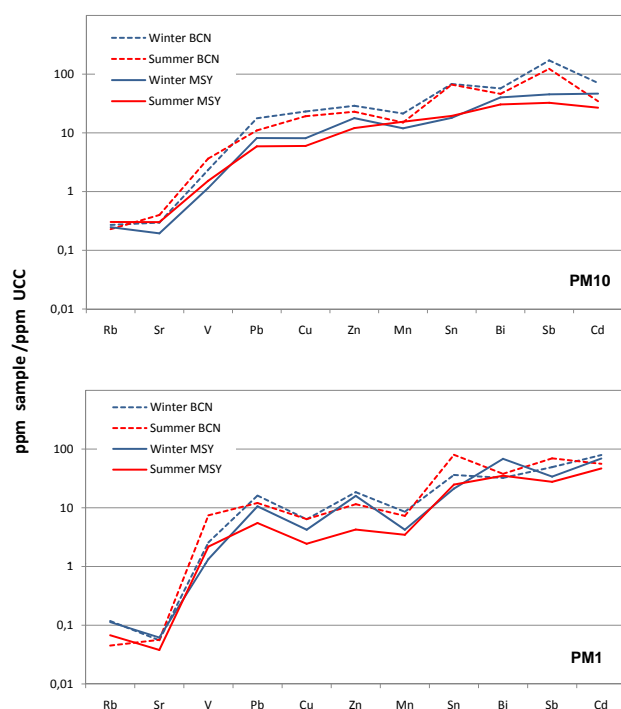 Winter BCN
Summer BCN
Winter MSY
Summer MSY
100
10
1
0,1
0,01
PM10
Rb Sr V Pb Cu Zn Mn Sn Bi Sb Cd
ppm sample /ppm UCC
Winter BCN
Summer BCN
Winter MSY
Summer MSY
100
10
1
0,1
0,01
PM1
Rb Sr V Pb Cu Zn Mn Sn Bi Sb Cd